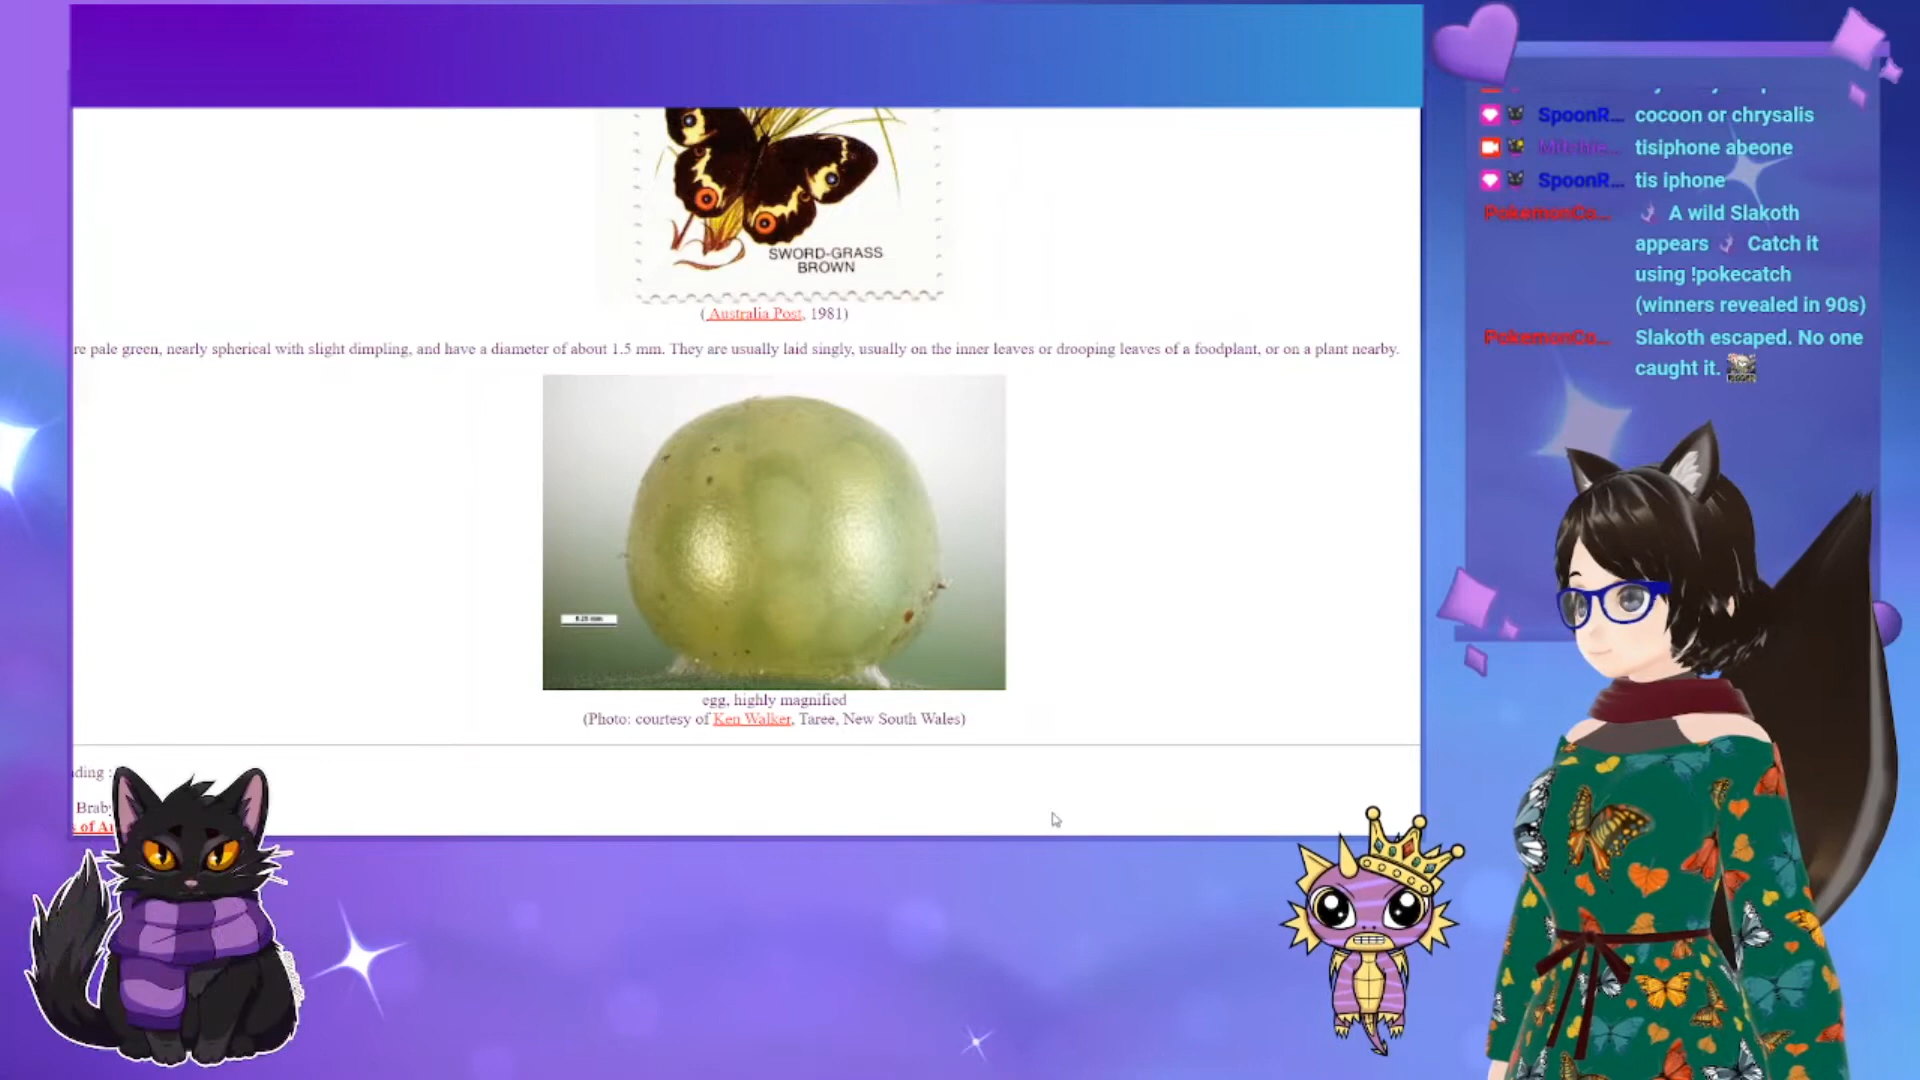 SWORD-GRASS
BROWN
(Australia Post, 1981)
re pale green, nearly spherical with slight dimpling, and have a diameter of about 1.5 mm. They are usually laid singly, usually on the inner leaves or drooping leaves of a foodplant, or on a plant nearby.
egg, highly magnified
(Photo: courtesy of Ken Walker, Taree, New South Wales)
SpoonR... cocoon or chrysalis
tisiphone abeone
SpoonR... tis iphone
PokemonCo... A wild Slakoth
appears Catch it
using !pokecatch
(winners revealed in 90s)
PokemonCo... Slakoth escaped. No one
caught it.